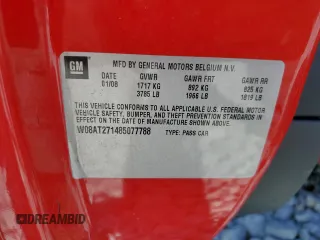 GM
MFD BY GENERAL MOTORS BELGIUM N.V.
DATE GVWR GAWR FRT GAWR RR
01/08 1717 KG 892 KG 825 KG
3785 LB 1966 LB 1819 LB
THIS VEHICLE CONFORMS TO ALL APPLICABLE U.S. FEDERAL MOTOR
VEHICLE SAFETY, BUMPER, AND THEFT PREVENTION STANDARDS
IN EFFECT ON THE DATE OF MANUFACTURE SHOWN ABOVE.
W08AT271485077788 TYPE: PASS CAR
DREAMBID